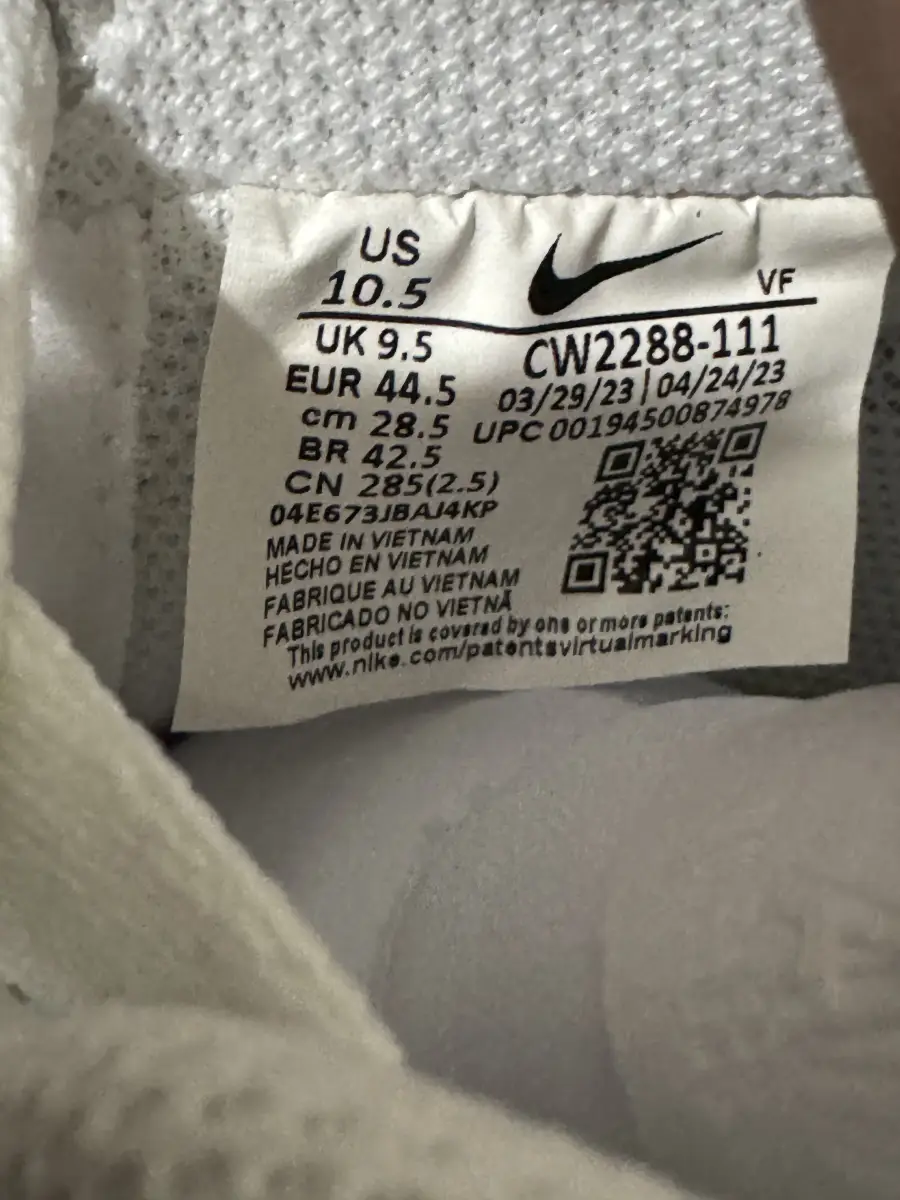 US
10.5
VF
UK 9.5
EUR 44.5
cm 28.5
BR 42.5
CN 285(2.5)
CW2288-111
03/29/23 | 04/24/23
UPC 00194500874978
04E673JBAJ4KP
MADE IN VIETNAM
HECHO EN VIETNAM
FABRIQUE AU VIETNAM
FABRICADO NO VIETNÃ
This product is covered by one or more patents:
www.nike.com/patentsvirtualmarking